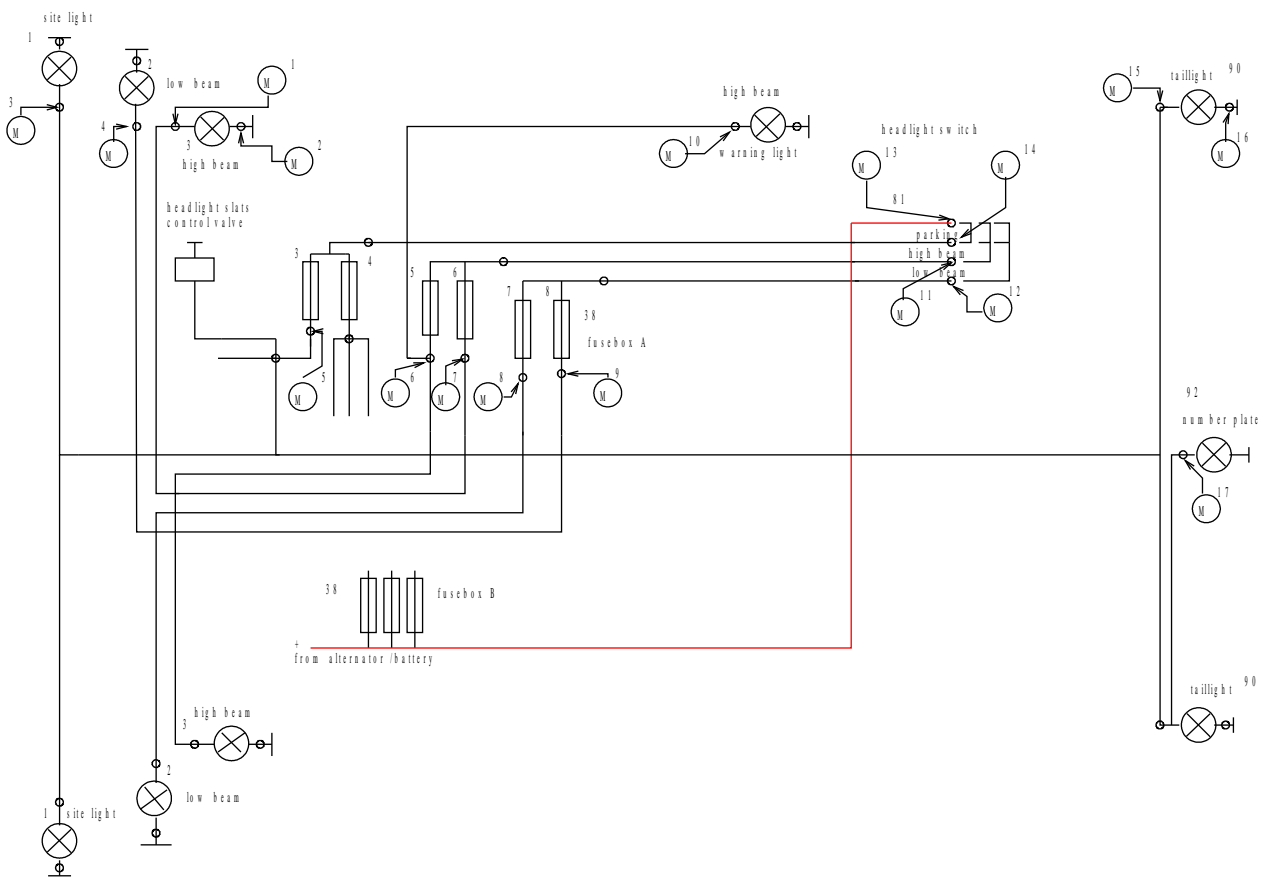 site light
1
2
low beam
1
M
3
M
4
M
3
high beam
2
M
high beam
10
M
warning light
headlight switch
13
M
14
M
81
parking
high beam
low beam
11
M
12
M
15
M
taillight
90
16
M
headlight slats
control valve
3
4
5
6
7
8
38
fusebox A
5
M
6
M
7
M
8
M
9
M
92
number plate
17
M
38
fusebox B
+
from alternator /battery
taillight
90
high beam
3
2
low beam
1
site light